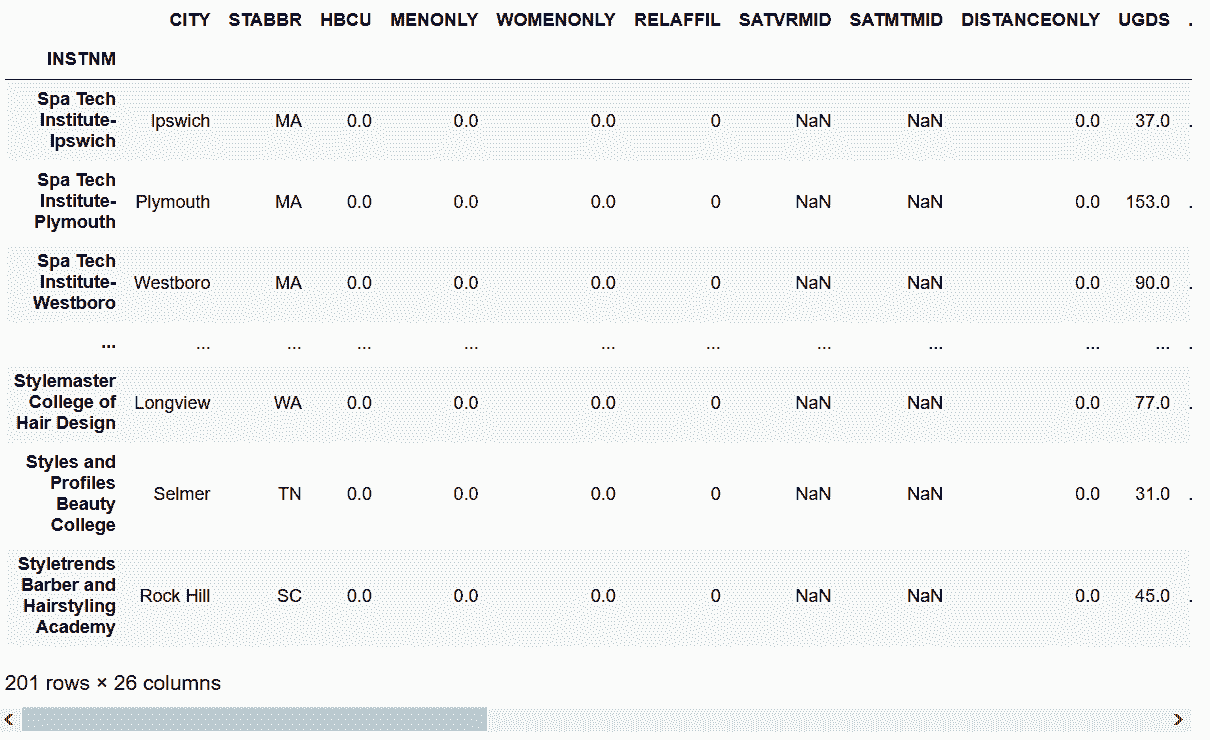 CITY STABBR HBCU MENONLY WOMENONLY RELAFFIL SATVRMID SATMTMID DISTANCEONLY UGDS .
INSTNM
Spa Tech
Institute-
Ipswich
Ipswich MA 0.0 0.0 0.0 0 NaN NaN 0.0 37.0 .
Spa Tech
Institute-
Plymouth
Plymouth MA 0.0 0.0 0.0 0 NaN NaN 0.0 153.0 .
Spa Tech
Institute-
Westboro
Westboro MA 0.0 0.0 0.0 0 NaN NaN 0.0 90.0 .
... ... ... ... ... ... ... ... ... ... ... .
Stylemaster
College of
Hair Design
Longview WA 0.0 0.0 0.0 0 NaN NaN 0.0 77.0 .
Styles and
Profiles
Beauty
College
Selmer TN 0.0 0.0 0.0 0 NaN NaN 0.0 31.0 .
Styletrends
Barber and
Hairstyling
Academy
Rock Hill SC 0.0 0.0 0.0 0 NaN NaN 0.0 45.0 .
201 rows × 26 columns